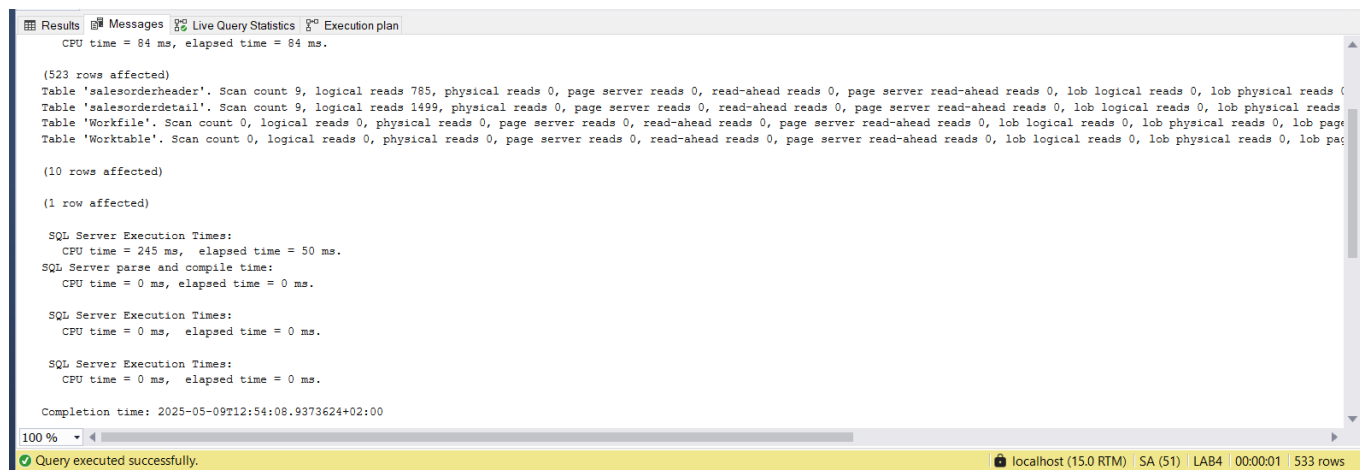 Results Messages Live Query Statistics Execution plan
CPU time = 84 ms, elapsed time = 84 ms.
(523 rows affected)
Table 'salesorderheader'. Scan count 9, logical reads 785, physical reads 0, page server reads 0, read-ahead reads 0, page server read-ahead reads 0, lob logical reads 0, lob physical reads
Table 'salesorderdetail'. Scan count 9, logical reads 1499, physical reads 0, page server reads 0, read-ahead reads 0, page server read-ahead reads 0, lob logical reads 0, lob physical reads
Table 'Workfile'. Scan count 0, logical reads 0, physical reads 0, page server reads 0, read-ahead reads 0, page server read-ahead reads 0, lob logical reads 0, lob physical reads 0, lob page
Table 'Worktable'. Scan count 0, logical reads 0, physical reads 0, page server reads 0, read-ahead reads 0, page server read-ahead reads 0, lob logical reads 0, lob physical reads 0, lob
(10 rows affected)
(1 row affected)
SQL Server Execution Times:
CPU time = 245 ms, elapsed time = 50 ms.
SQL Server parse and compile time:
CPU time = 0 ms, elapsed time = 0 ms.
SQL Server Execution Times:
CPU time = 0 ms, elapsed time = 0 ms.
SQL Server Execution Times:
CPU time = 0 ms, elapsed time = 0 ms.
Completion time: 2025-05-09T12:54:08.9373624+02:00
100 %
Query executed successfully. localhost (15.0 RTM) SA (51) LAB4 00:00:01 533 rows